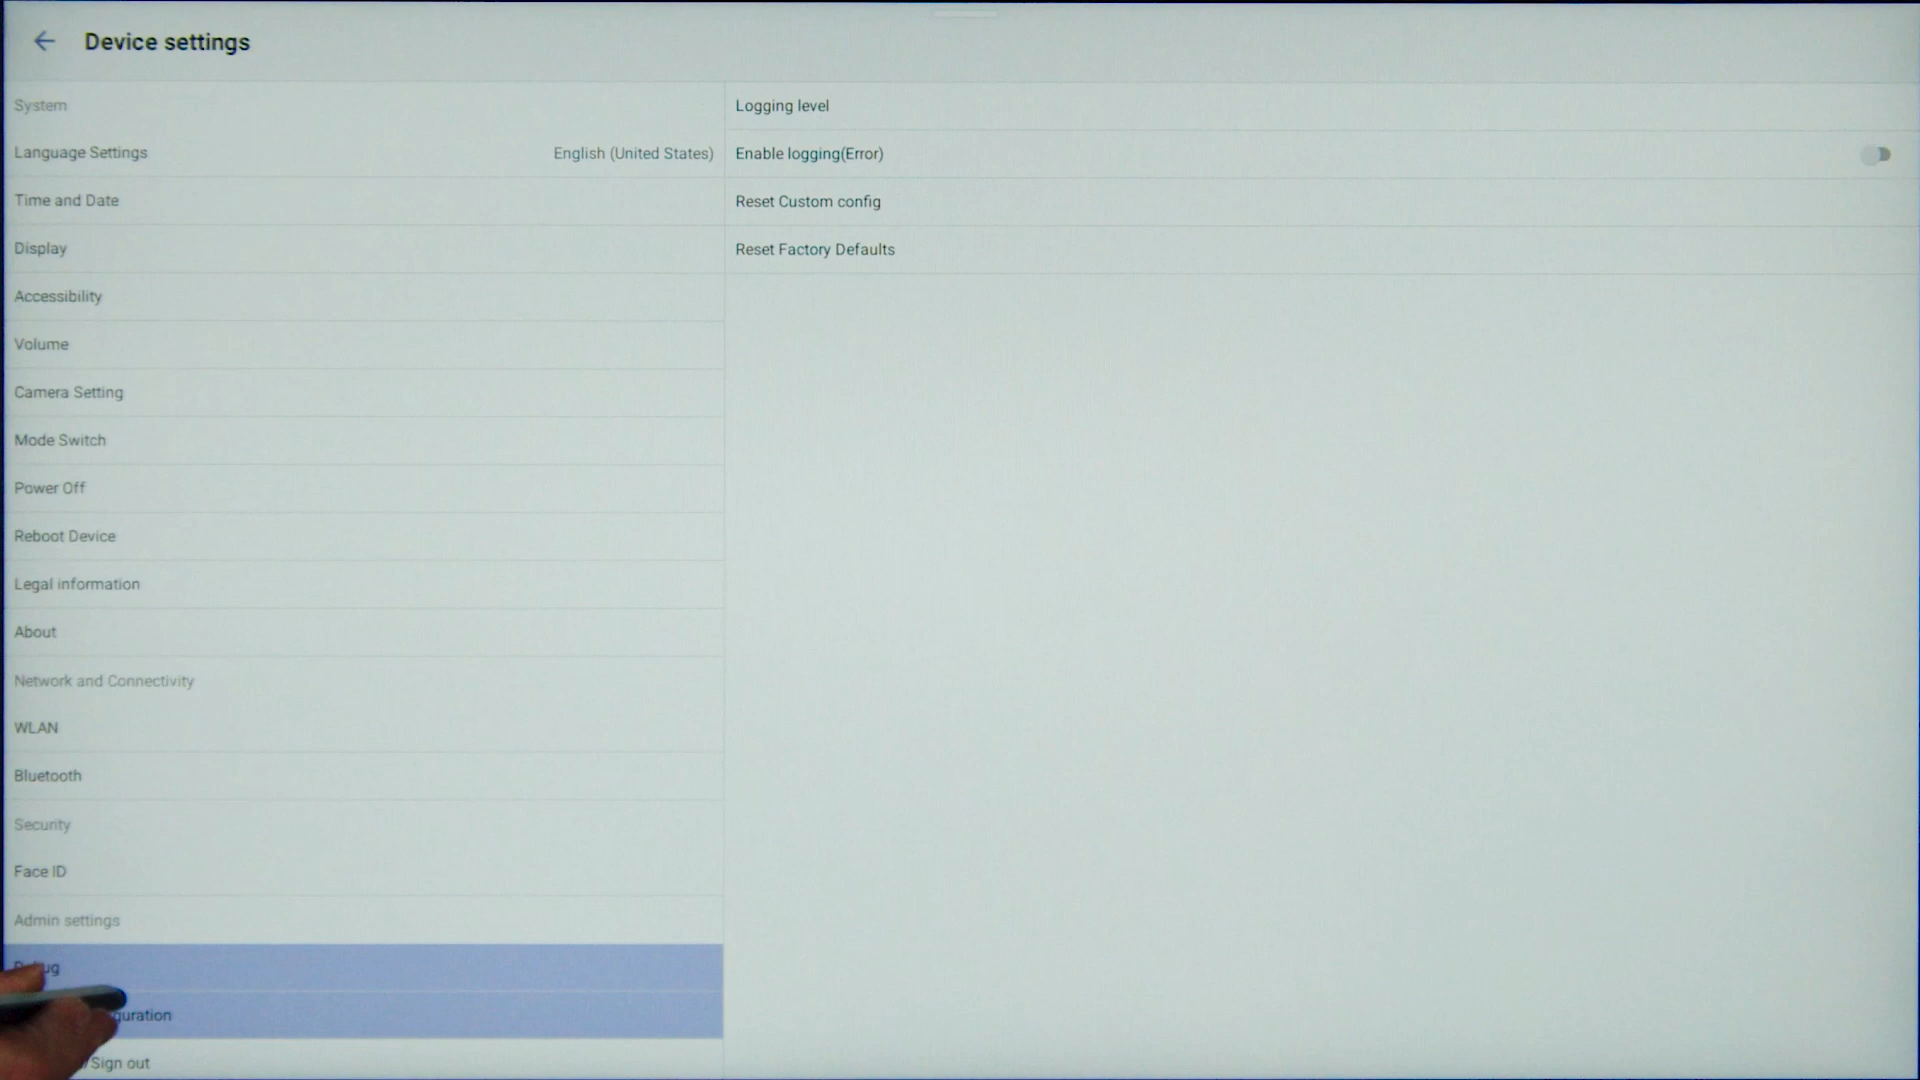 Device settings
System
Language Settings English (United States)
Time and Date
Display
Accessibility
Volume
Camera Setting
Mode Switch
Power Off
Reboot Device
Legal information
About
Network and Connectivity
WLAN
Bluetooth
Security
Face ID
Admin settings
Sign out
Logging level
Enable logging(Error)
Reset Custom config
Reset Factory Defaults